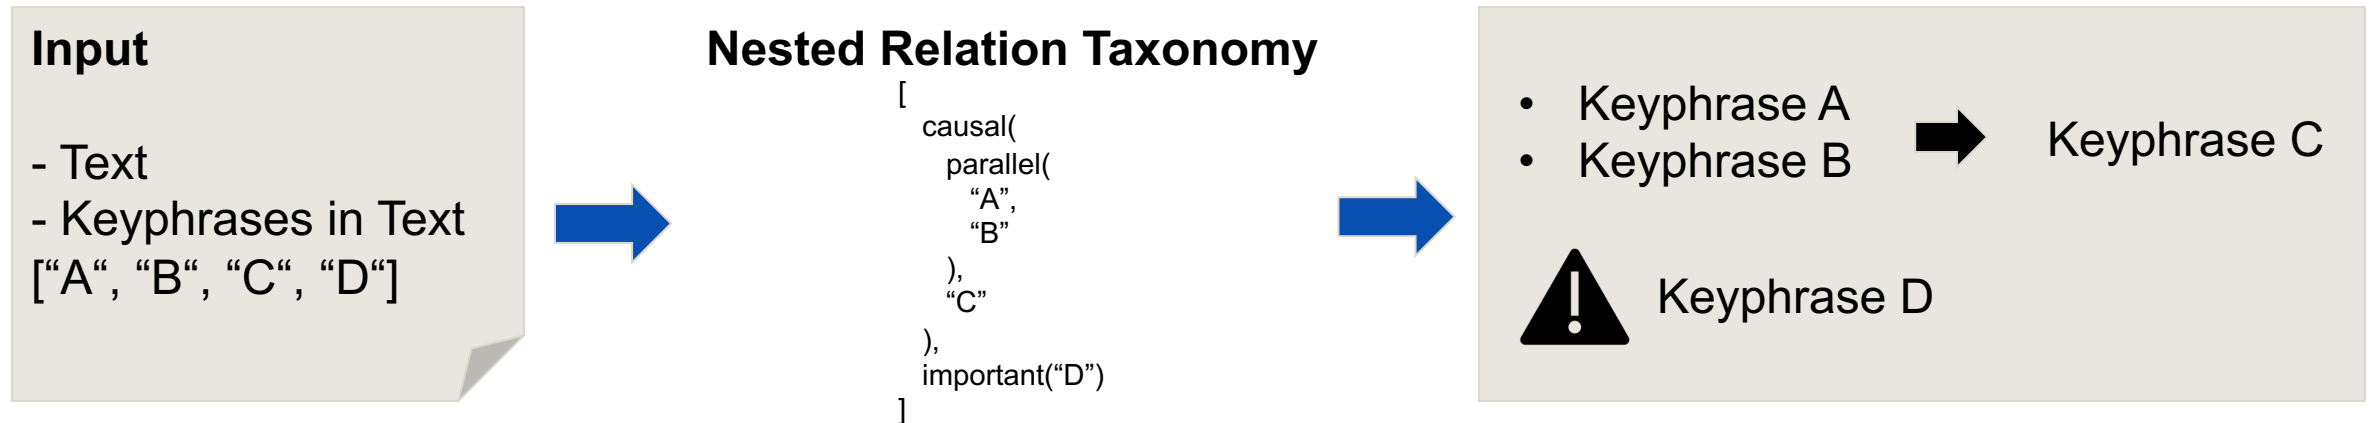 Input
- Text
- Keyphrases in Text
[“A“, “B“, “C“, “D“]
Nested Relation Taxonomy
[
causal(
parallel(
“A”,
“B”
),
“C”
),
important(“D”)
]
• Keyphrase A
• Keyphrase B
Keyphrase C
Keyphrase D